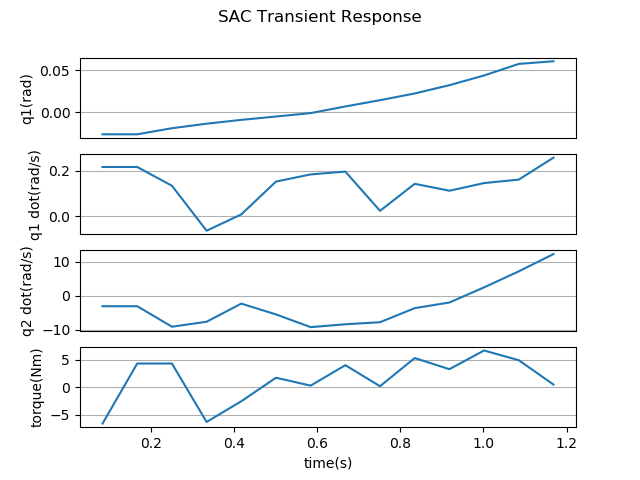 SAC Transient Response
q1(rad)
0.05
0.00
q1 dot(rad/s)
0.2
0.0
q2 dot(rad/s)
10
0
−10
torque(Nm)
5
0
−5
0.2 0.4 0.6 0.8 1.0 1.2
time(s)